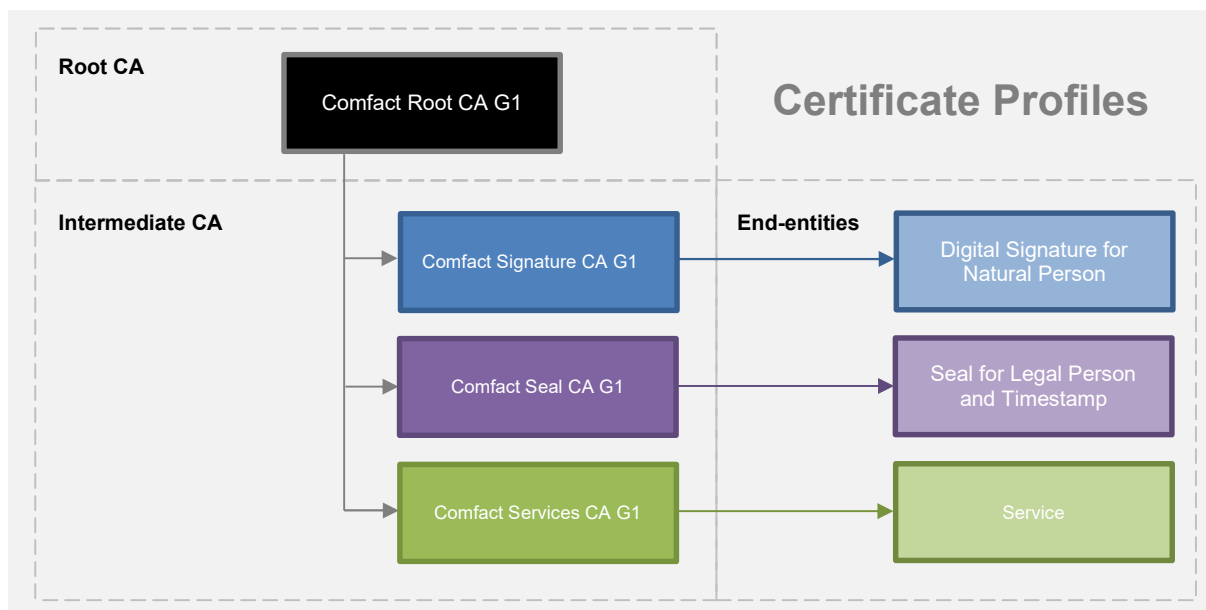 Root CA
Comfact Root CA G1
Certificate Profiles
Intermediate CA
End-entities
Comfact Signature CA G1
Digital Signature for
Natural Person
Comfact Seal CA G1
Seal for Legal Person
and Timestamp
Comfact Services CA G1
Service